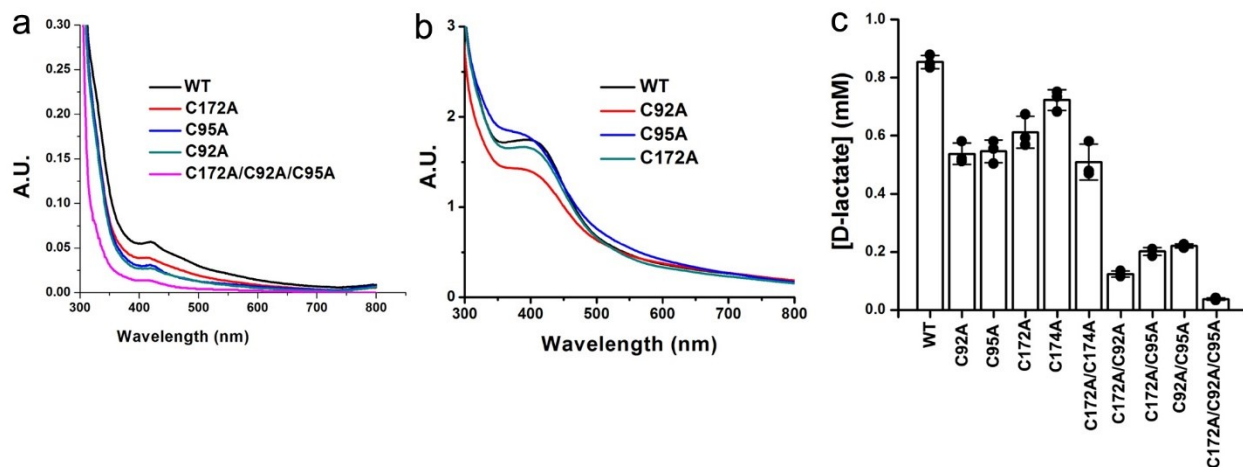 a
0.30
0.25
0.20
0.15
0.10
0.05
0.00
A.U.
300 400 500 600 700 800
Wavelength (nm)
WT
C172A
C95A
C92A
C172A/C92A/C95A
b
3
2
1
0
A.U.
300 400 500 600 700 800
Wavelength (nm)
WT
C92A
C95A
C172A
c
[D-lactate] (mM)
1.0
0.8
0.6
0.4
0.2
0.0
WT
C92A
C95A
C172A
C174A
C172A/C174A
C172A/C92A
C172A/C95A
C92A/C95A
C172A/C92A/C95A